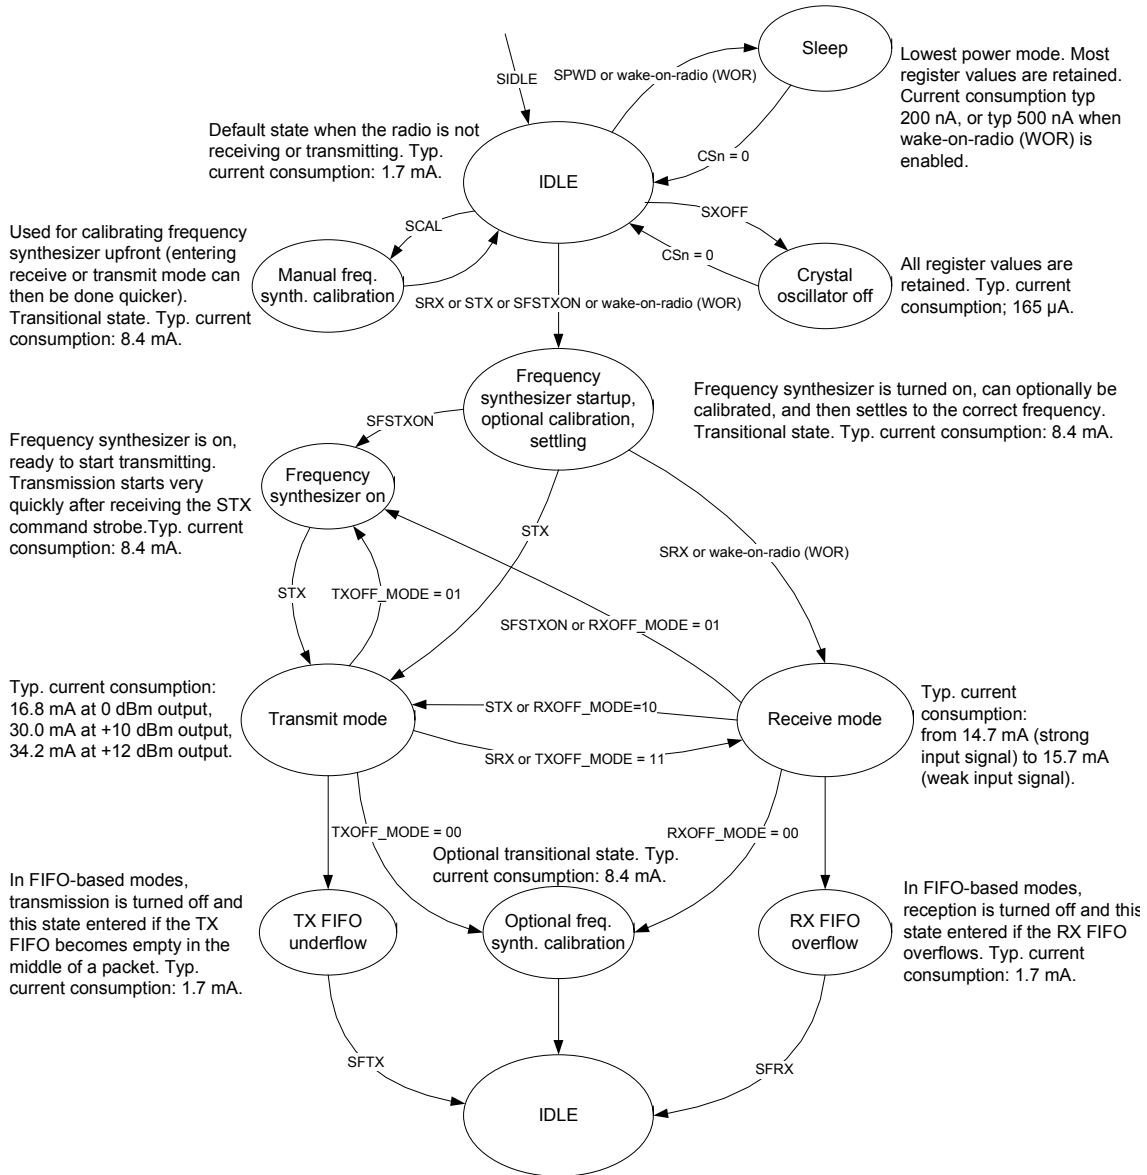 Sleep
Lowest power mode. Most
register values are retained.
Current consumption typ
200 nA, or typ 500 nA when
wake-on-radio (WOR) is
enabled.
SIDLE
SPWD or wake-on-radio (WOR)
Default state when the radio is not
receiving or transmitting. Typ.
current consumption: 1.7 mA.
CSn = 0
IDLE
SXOFF
SCAL
CSn = 0
Used for calibrating frequency
synthesizer upfront (entering
receive or transmit mode can
then be done quicker).
Transitional state. Typ. current
consumption: 8.4 mA.
Manual freq.
synth. calibration
Crystal
oscillator off
All register values are
retained. Typ. current
consumption; 165 µA.
SRX or STX or SFSTXON or wake-on-radio (WOR)
Frequency
synthesizer startup,
optional calibration,
settling
Frequency synthesizer is turned on, can optionally be
calibrated, and then settles to the correct frequency.
Transitional state. Typ. current consumption: 8.4 mA.
SFSTXON
Frequency synthesizer is on,
ready to start transmitting.
Transmission starts very
quickly after receiving the STX
command strobe.Typ. current
consumption: 8.4 mA.
Frequency
synthesizer on
STX
SRX or wake-on-radio (WOR)
STX
TXOFF_MODE = 01
SFSTXON or RXOFF_MODE = 01
Typ. current consumption:
16.8 mA at 0 dBm output,
30.0 mA at +10 dBm output,
34.2 mA at +12 dBm output.
Transmit mode
STX or RXOFF_MODE=10
Receive mode
SRX or TXOFF_MODE = 11
Typ. current
consumption:
from 14.7 mA (strong
input signal) to 15.7 mA
(weak input signal).
TXOFF_MODE = 00
RXOFF_MODE = 00
Optional transitional state. Typ.
current consumption: 8.4 mA.
In FIFO-based modes,
transmission is turned off and
this state entered if the TX
FIFO becomes empty in the
middle of a packet. Typ.
current consumption: 1.7 mA.
TX FIFO
underflow
Optional freq.
synth. calibration
RX FIFO
overflow
In FIFO-based modes,
reception is turned off and this
state entered if the RX FIFO
overflows. Typ. current
consumption: 1.7 mA.
SFTX
SFRX
IDLE